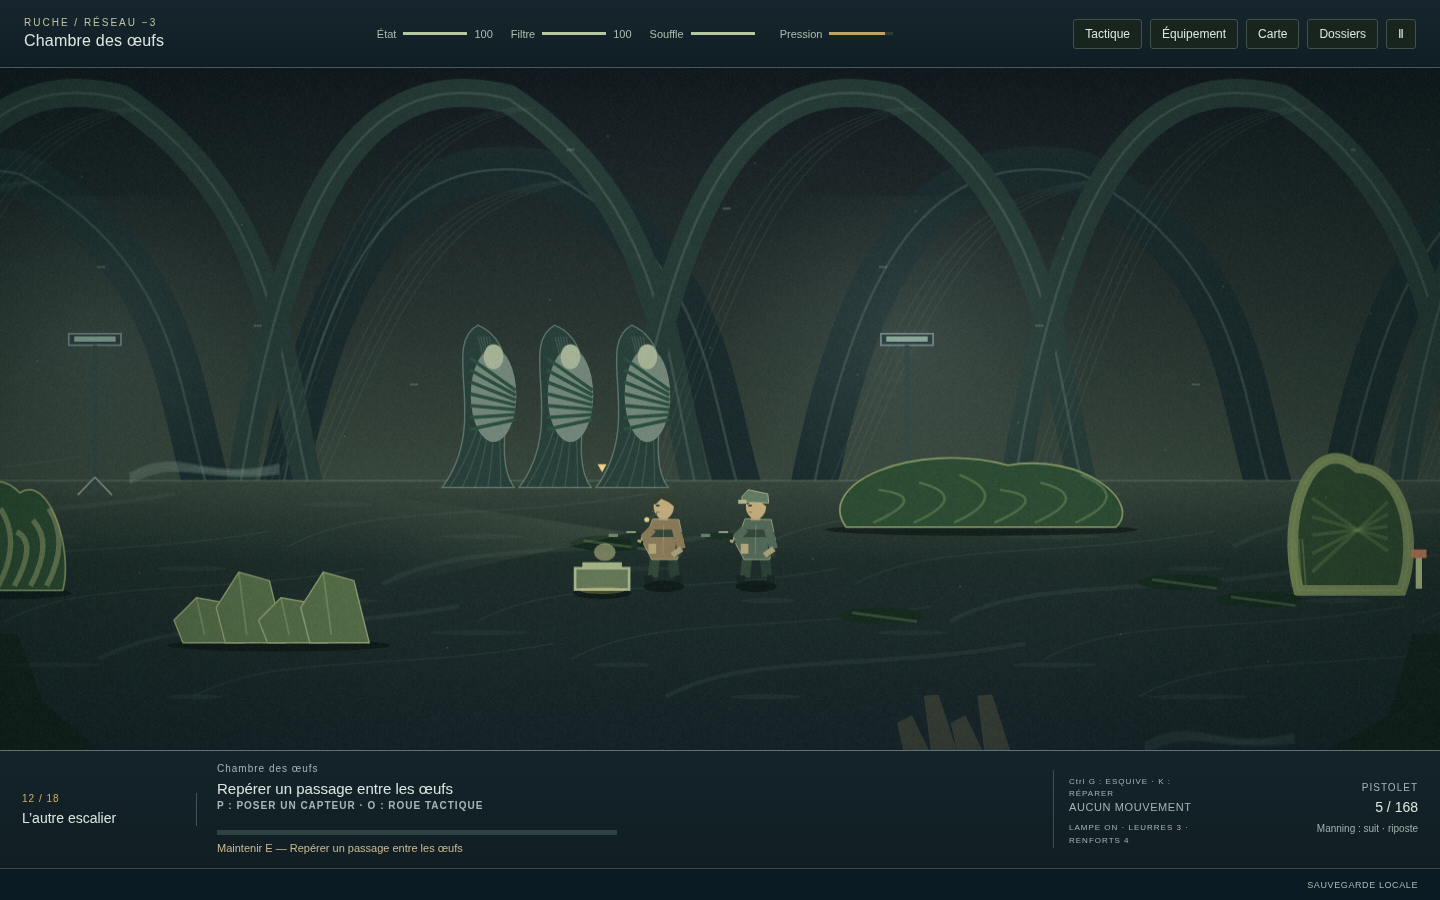 RUCHE / RÉSEAU −3
Chambre des œufs
État 100 Filtre 100 Souffle Pression
Tactique Équipement Carte Dossiers Ⅱ
12 / 18
L'autre escalier
Chambre des œufs
Repérer un passage entre les œufs
P : POSER UN CAPTEUR · O : ROUE TACTIQUE
Maintenir E — Repérer un passage entre les œufs
Ctrl G : ESQUIVE · K :
RÉPARER
AUCUN MOUVEMENT
LAMPE ON · LEURRES 3 ·
RENFORTS 4
PISTOLET
5 / 168
Manning : suit · riposte
SAUVEGARDE LOCALE